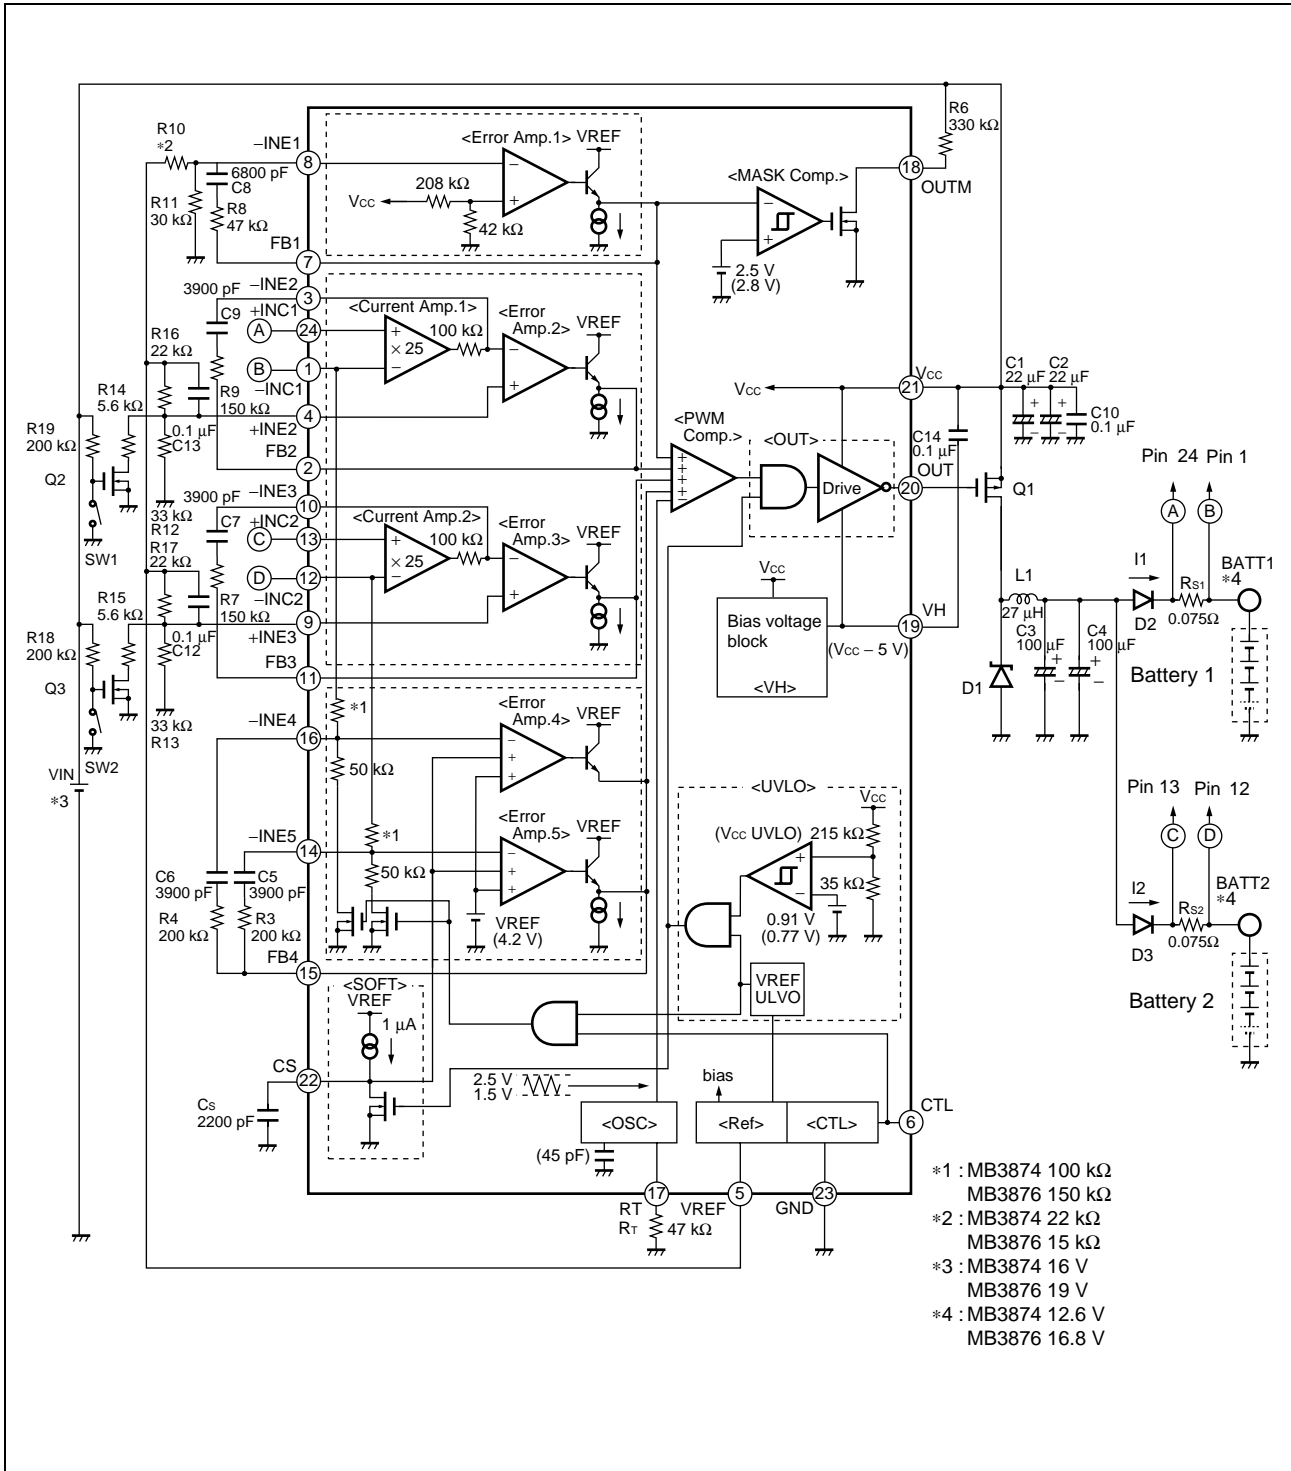 R10
*2
−INE1
8
6800 pF
C8
R11
30 kΩ
R8
47 kΩ
FB1
7
<Error Amp.1>
VREF
208 kΩ
VCC
42 kΩ
−
+
<MASK Comp.>
−
+
2.5 V
(2.8 V)
R6
330 kΩ
18
OUTM
3900 pF
−INE2
3
C9
+INC1
A
24
B
1
−INC1
R16
22 kΩ
R14
5.6 kΩ
R9
150 kΩ
4
+INE2
0.1 µF
C13
FB2
2
R19
200 kΩ
Q2
SW1
33 kΩ
R12
<Current Amp.1>
100 kΩ
+
× 25
−
<Error
Amp.2>
VREF
−
+
3900 pF
−INE3
10
C7
+INC2
C
13
D
12
−INC2
R17
22 kΩ
R15
5.6 kΩ
R7
150 kΩ
9
+INE3
0.1 µF
C12
FB3
11
R18
200 kΩ
Q3
SW2
33 kΩ
R13
<Current Amp.2>
100 kΩ
+
× 25
−
<Error
Amp.3>
VREF
−
+
<PWM
Comp.>
+
+
+
+
−
<OUT>
Drive
VCC
VCC
21
C14
0.1 µF
OUT
20
C1
22 µF
C2
22 µF
+
−
+
−
C10
0.1 µF
Q1
VCC
Bias voltage
block
<VH>
VH
19
(VCC − 5 V)
Pin 24
Pin 1
A
B
I1
L1
27 µH
D2
RS1
0.075Ω
BATT1
*4
C3
100 µF
C4
100 µF
+
−
+
−
D1
Battery 1
Pin 13
Pin 12
C
D
I2
D3
RS2
0.075Ω
BATT2
*4
Battery 2
VIN
*3
−INE4
16
*1
50 kΩ
<Error
Amp.4>
VREF
−
+
+
−INE5
14
*1
50 kΩ
<Error
Amp.5>
VREF
−
+
+
VREF
(4.2 V)
C6
3900 pF
C5
3900 pF
R4
200 kΩ
R3
200 kΩ
FB4
15
<UVLO>
VCC
(VCC UVLO)
215 kΩ
+
−
35 kΩ
0.91 V
(0.77 V)
VREF
ULVO
<SOFT>
VREF
1 µA
CS
22
CS
2200 pF
2.5 V
1.5 V
bias
<OSC>
<Ref>
<CTL>
CTL
6
(45 pF)
17
RT
5
VREF
23
GND
RT
47 kΩ
*1 : MB3874 100 kΩ
MB3876 150 kΩ
*2 : MB3874 22 kΩ
MB3876 15 kΩ
*3 : MB3874 16 V
MB3876 19 V
*4 : MB3874 12.6 V
MB3876 16.8 V